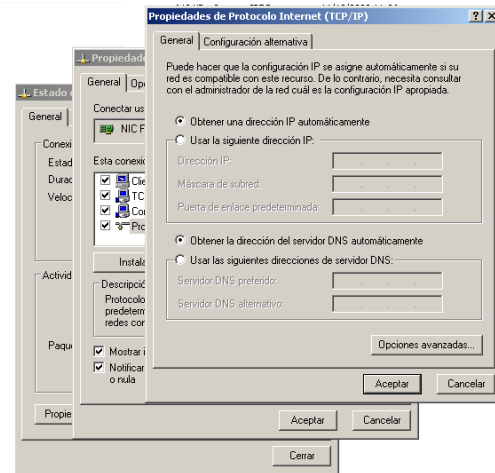 Propiedades de Protocolo Internet (TCP/IP)
General
Configuración alternativa
Puede hacer que la configuración IP se asigne automáticamente si su
red es compatible con este recurso. De lo contrario, necesita consultar
con el administrador de la red cuál es la configuración IP apropiada.
Obtener una dirección IP automáticamente
Usar la siguiente dirección IP:
Dirección IP:
Máscara de subred:
Puerta de enlace predeterminada:
Obtener la dirección del servidor DNS automáticamente
Usar las siguientes direcciones de servidor DNS:
Servidor DNS preferido:
Servidor DNS alternativo:
Opciones avanzadas...
Aceptar
Cancelar
Propiedade
General
Op
Conectar us
NIC F
Esta conexió
Clie
TC
Co
Pro
Instala
Descripció
Protocolo
predeterm
redes cor
Mostrar i
Notificar
o nula
Aceptar
Cancelar
Estado
General
Conexi
Estad
Durac
Veloc
Activid
Paqu
Propie
Cerrar